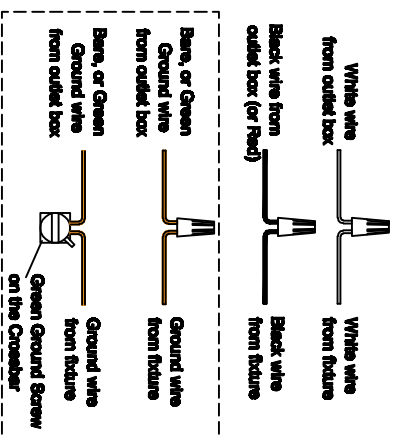 White wire
from outlet box
White wire
from fixture
Black wire from
outlet box (or Red)
Black wire
from fixture
Bare, or Green
Ground wire
from outlet box
Ground wire
from fixture
Bare, or Green
Ground wire
from outlet box
Ground wire
from fixture
Green Ground Screw
on the Crossbar